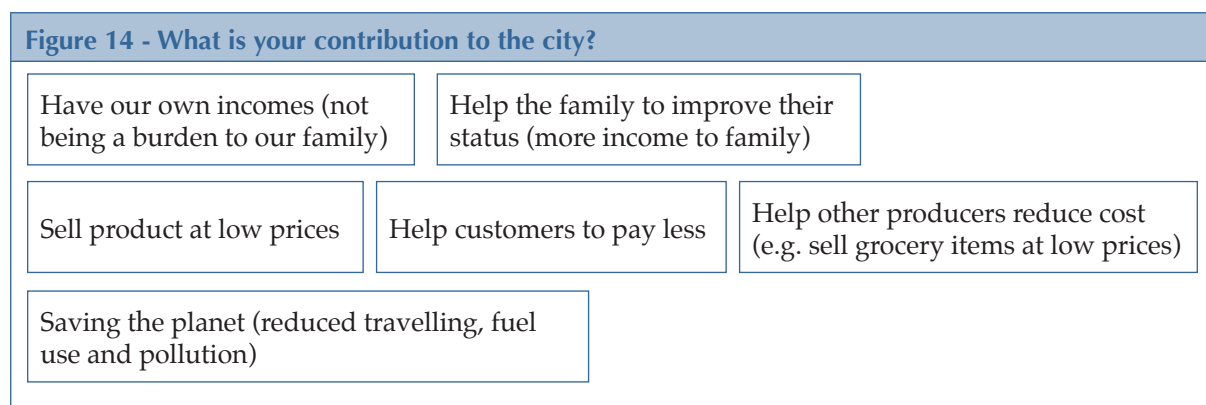 Figure 14 - What is your contribution to the city?
Have our own incomes (not
being a burden to our family)
Help the family to improve their
status (more income to family)
Sell product at low prices
Help customers to pay less
Help other producers reduce cost
(e.g. sell grocery items at low prices)
Saving the planet (reduced travelling, fuel
use and pollution)